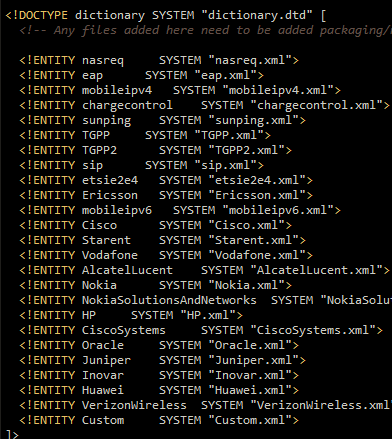 <!DOCTYPE dictionary SYSTEM "dictionary.dtd" [
<!-- Any files added here need to be added packaging/
<!ENTITY nasreq SYSTEM "nasreq.xml">
<!ENTITY eap SYSTEM "eap.xml">
<!ENTITY mobileipv4 SYSTEM "mobileipv4.xml">
<!ENTITY chargecontrol SYSTEM "chargecontrol.xml">
<!ENTITY sunping SYSTEM "sunping.xml">
<!ENTITY TGPP SYSTEM "TGPP.xml">
<!ENTITY TGPP2 SYSTEM "TGPP2.xml">
<!ENTITY sip SYSTEM "sip.xml">
<!ENTITY etsie2e4 SYSTEM "etsie2e4.xml">
<!ENTITY Ericsson SYSTEM "Ericsson.xml">
<!ENTITY mobileipv6 SYSTEM "mobileipv6.xml">
<!ENTITY Cisco SYSTEM "Cisco.xml">
<!ENTITY Starent SYSTEM "Starent.xml">
<!ENTITY Vodafone SYSTEM "Vodafone.xml">
<!ENTITY AlcatelLucent SYSTEM "AlcatelLucent.xml">
<!ENTITY Nokia SYSTEM "Nokia.xml">
<!ENTITY NokiaSolutionsAndNetworks SYSTEM "NokiaSolu
<!ENTITY HP SYSTEM "HP.xml">
<!ENTITY CiscoSystems SYSTEM "CiscoSystems.xml">
<!ENTITY Oracle SYSTEM "Oracle.xml">
<!ENTITY Juniper SYSTEM "Juniper.xml">
<!ENTITY Inovar SYSTEM "Inovar.xml">
<!ENTITY Huawei SYSTEM "Huawei.xml">
<!ENTITY VerizonWireless SYSTEM "VerizonWireless.xml"
<!ENTITY Custom SYSTEM "Custom.xml">
]>